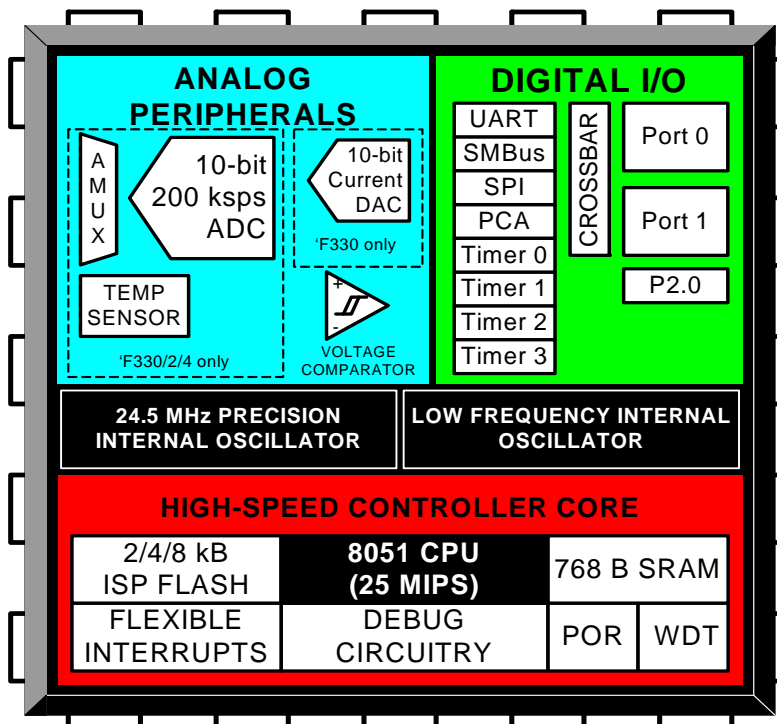 ANALOG
PERIPHERALS
A
M
U
X
10-bit
200 ksps
ADC
10-bit
Current
DAC
'F330 only
TEMP
SENSOR
+
-
VOLTAGE
COMPARATOR
'F330/2/4 only
DIGITAL I/O
UART
SMBus
SPI
PCA
Timer 0
Timer 1
Timer 2
Timer 3
CROSSBAR
Port 0
Port 1
P2.0
24.5 MHz PRECISION
INTERNAL OSCILLATOR
LOW FREQUENCY INTERNAL
OSCILLATOR
HIGH-SPEED CONTROLLER CORE
2/4/8 kB
ISP FLASH
8051 CPU
(25 MIPS)
768 B SRAM
FLEXIBLE
INTERRUPTS
DEBUG
CIRCUITRY
POR
WDT